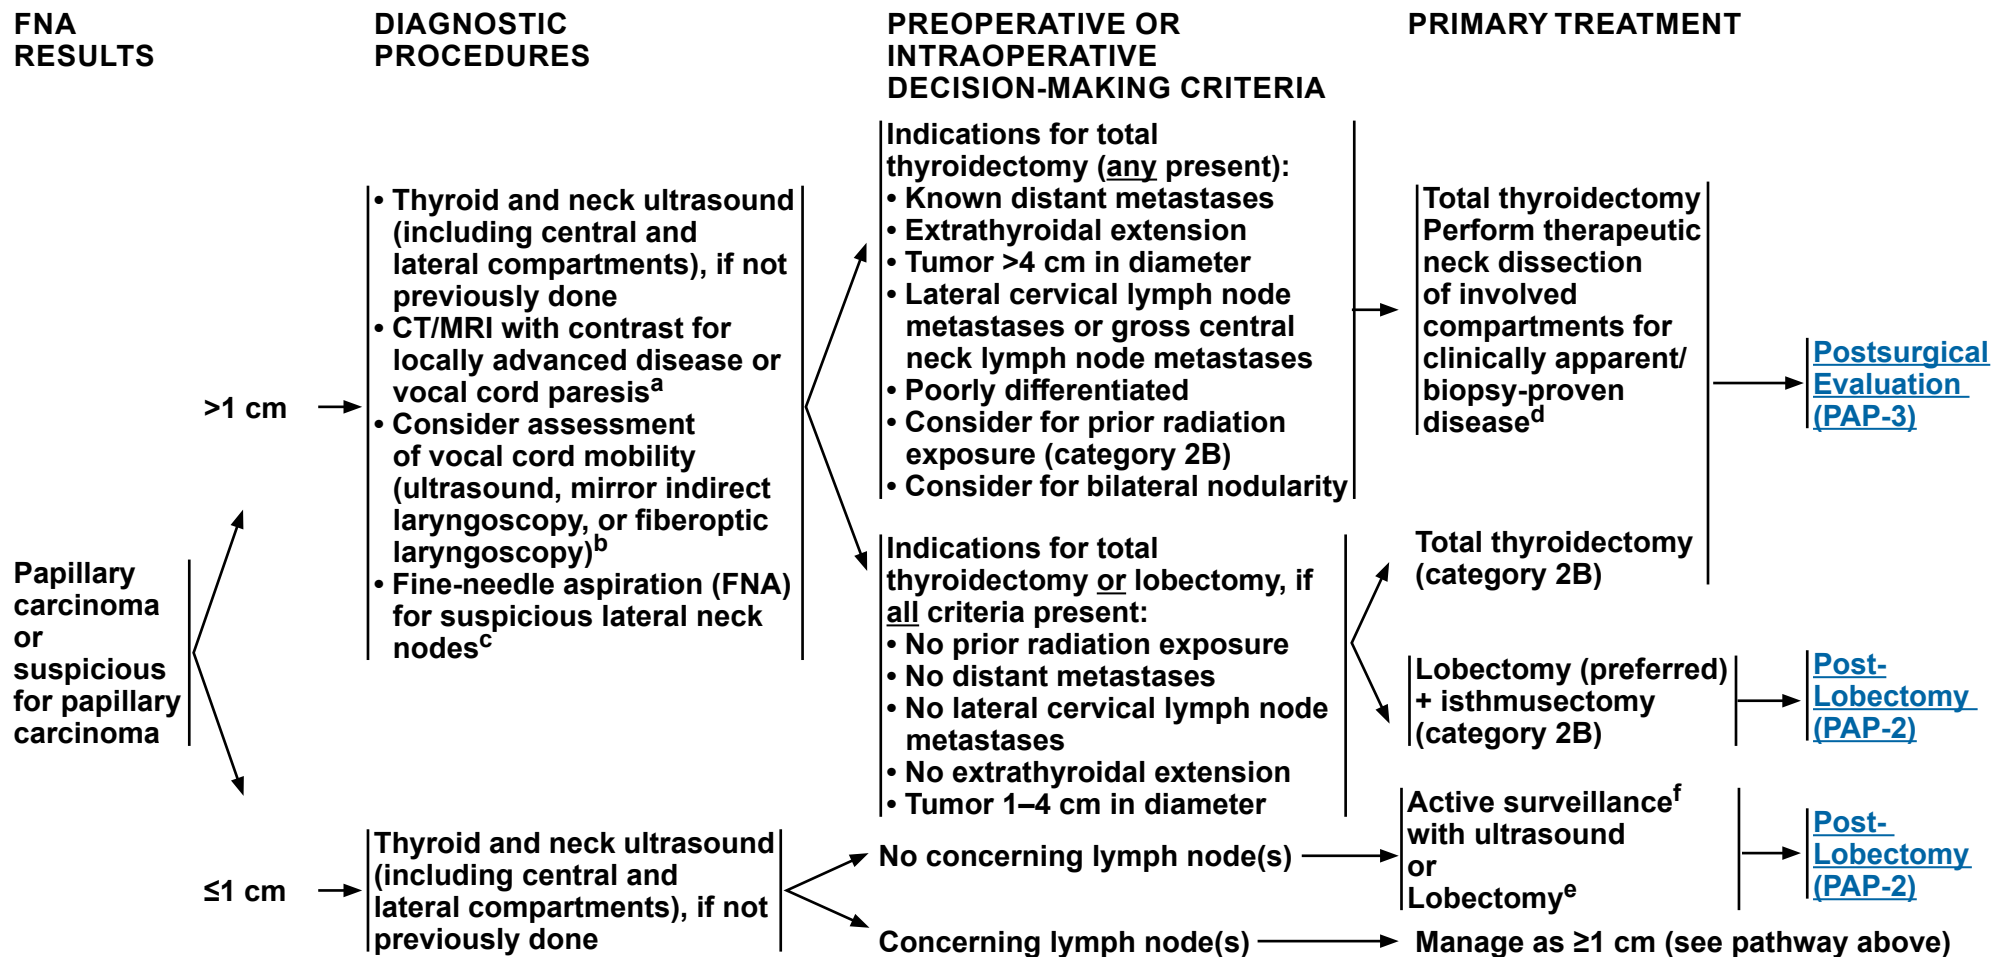 FNA
RESULTS
DIAGNOSTIC
PROCEDURES
PREOPERATIVE OR
INTRAOPERATIVE
DECISION-MAKING CRITERIA
PRIMARY TREATMENT
Papillary
carcinoma
or
suspicious
for papillary
carcinoma
>1 cm
• Thyroid and neck ultrasound
(including central and
lateral compartments), if not
previously done
• CT/MRI with contrast for
locally advanced disease or
vocal cord paresis^a
• Consider assessment
of vocal cord mobility
(ultrasound, mirror indirect
laryngoscopy, or fiberoptic
laryngoscopy)^b
• Fine-needle aspiration (FNA)
for suspicious lateral neck
nodes^c
Indications for total
thyroidectomy (any present):
• Known distant metastases
• Extrathyroidal extension
• Tumor >4 cm in diameter
• Lateral cervical lymph node
metastases or gross central
neck lymph node metastases
• Poorly differentiated
• Consider for prior radiation
exposure (category 2B)
• Consider for bilateral nodularity
Total thyroidectomy
Perform therapeutic
neck dissection
of involved
compartments for
clinically apparent/
biopsy-proven
disease^d
Postsurgical
Evaluation
(PAP-3)
Indications for total
thyroidectomy or lobectomy, if
all criteria present:
• No prior radiation exposure
• No distant metastases
• No lateral cervical lymph node
metastases
• No extrathyroidal extension
• Tumor 1–4 cm in diameter
Total thyroidectomy
(category 2B)
Lobectomy (preferred)
+ isthmusectomy
(category 2B)
Post-
Lobectomy
(PAP-2)
≤1 cm
Thyroid and neck ultrasound
(including central and
lateral compartments), if not
previously done
No concerning lymph node(s)
Active surveillance^f
with ultrasound
or
Lobectomy^e
Post-
Lobectomy
(PAP-2)
Concerning lymph node(s)
Manage as ≥1 cm (see pathway above)